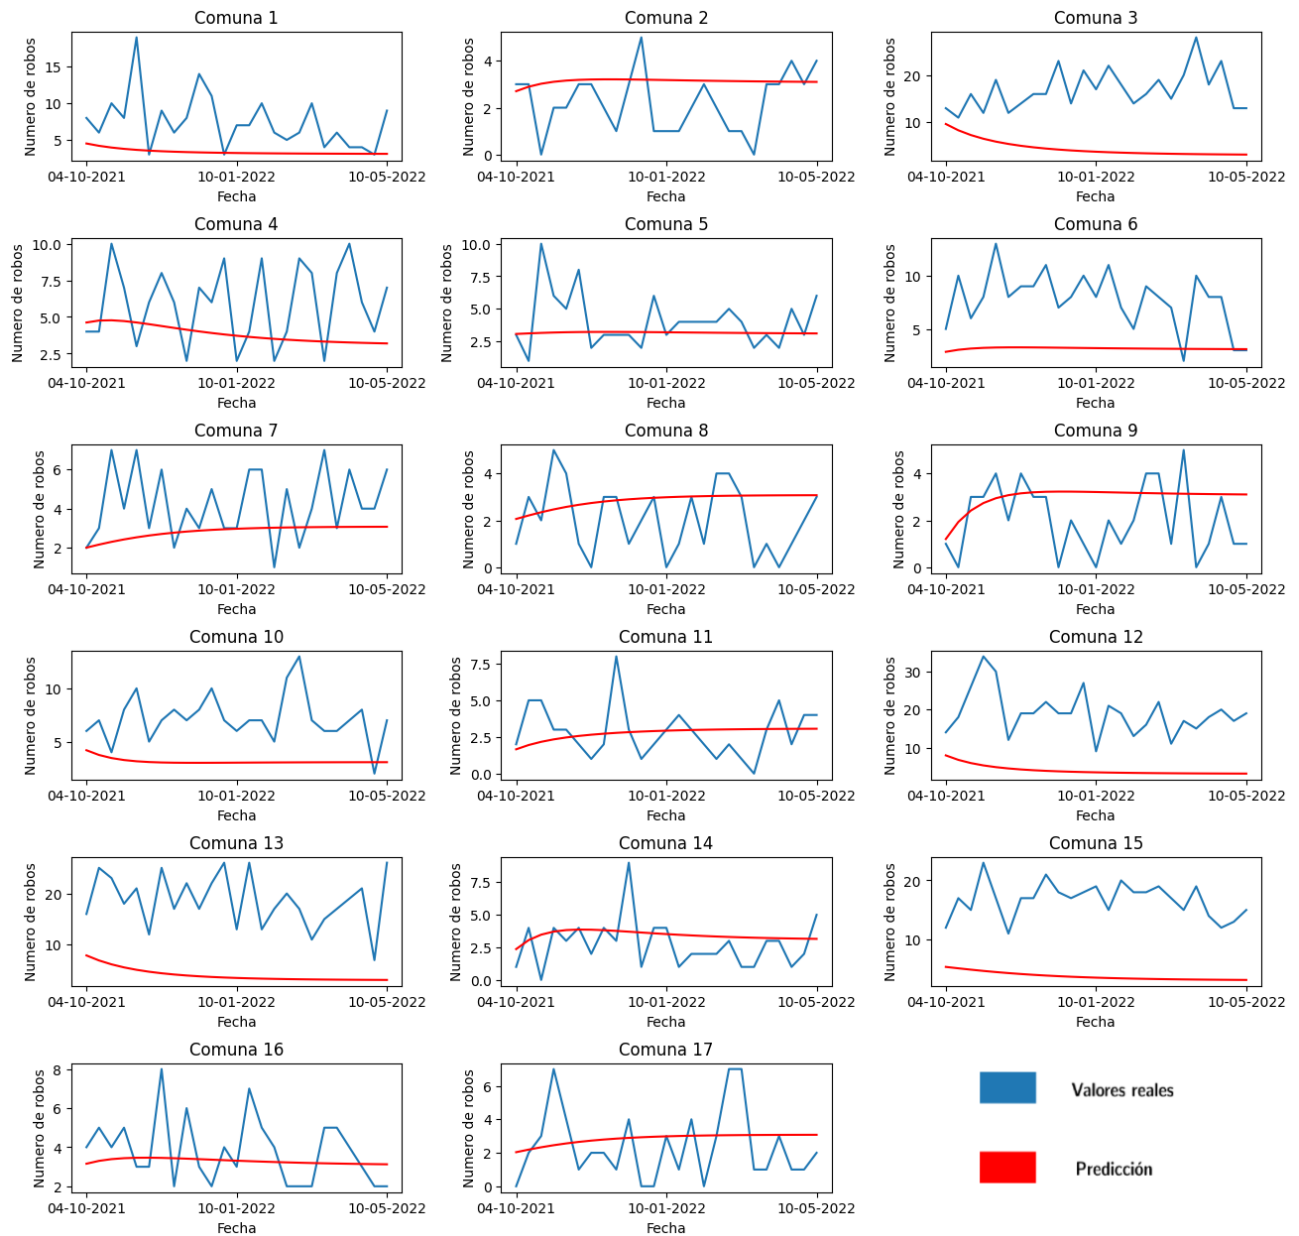 Comuna 1
Comuna 2
Comuna 3
Numero de robos
15
10
5
04-10-2021
10-01-2022
10-05-2022
Fecha
Numero de robos
4
2
0
04-10-2021
10-01-2022
10-05-2022
Fecha
Numero de robos
20
10
04-10-2021
10-01-2022
10-05-2022
Fecha
Comuna 4
Comuna 5
Comuna 6
Numero de robos
10.0
7.5
5.0
2.5
04-10-2021
10-01-2022
10-05-2022
Fecha
Numero de robos
10.0
7.5
5.0
2.5
04-10-2021
10-01-2022
10-05-2022
Fecha
Numero de robos
10
5
04-10-2021
10-01-2022
10-05-2022
Fecha
Comuna 7
Comuna 8
Comuna 9
Numero de robos
6
4
2
04-10-2021
10-01-2022
10-05-2022
Fecha
Numero de robos
4
2
0
04-10-2021
10-01-2022
10-05-2022
Fecha
Numero de robos
4
2
0
04-10-2021
10-01-2022
10-05-2022
Fecha
Comuna 10
Comuna 11
Comuna 12
Numero de robos
10
5
04-10-2021
10-01-2022
10-05-2022
Fecha
Numero de robos
7.5
5.0
2.5
0.0
04-10-2021
10-01-2022
10-05-2022
Fecha
Numero de robos
30
20
10
04-10-2021
10-01-2022
10-05-2022
Fecha
Comuna 13
Comuna 14
Comuna 15
Numero de robos
20
10
04-10-2021
10-01-2022
10-05-2022
Fecha
Numero de robos
7.5
5.0
2.5
0.0
04-10-2021
10-01-2022
10-05-2022
Fecha
Numero de robos
20
10
04-10-2021
10-01-2022
10-05-2022
Fecha
Comuna 16
Comuna 17
Numero de robos
8
6
4
2
04-10-2021
10-01-2022
10-05-2022
Fecha
Numero de robos
6
4
2
0
04-10-2021
10-01-2022
10-05-2022
Fecha
Valores reales
Predicción